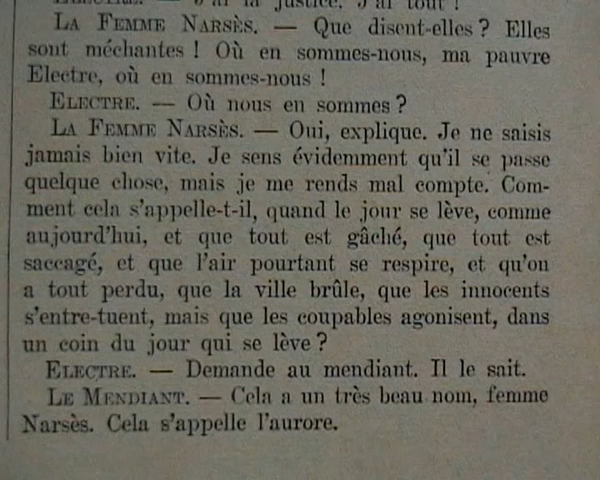 ELECTRE. — J'ai la justice. J'ai tout !
LA FEMME NARSÈS. — Que disent-elles ? Elles
sont méchantes ! Où en sommes-nous, ma pauvre
Electre, où en sommes-nous !
ELECTRE. — Où nous en sommes ?
LA FEMME NARSÈS. — Oui, explique. Je ne saisis
jamais bien vite. Je sens évidemment qu'il se passe
quelque chose, mais je me rends mal compte. Com-
ment cela s'appelle-t-il, quand le jour se lève, comme
aujourd'hui, et que tout est gâché, que tout est
saccagé, et que l'air pourtant se respire, et qu'on
a tout perdu, que la ville brûle, que les innocents
s'entre-tuent, mais que les coupables agonisent, dans
un coin du jour qui se lève ?
ELECTRE. — Demande au mendiant. Il le sait.
LE MENDIANT. — Cela a un très beau nom, femme
Narsès. Cela s'appelle l'aurore.